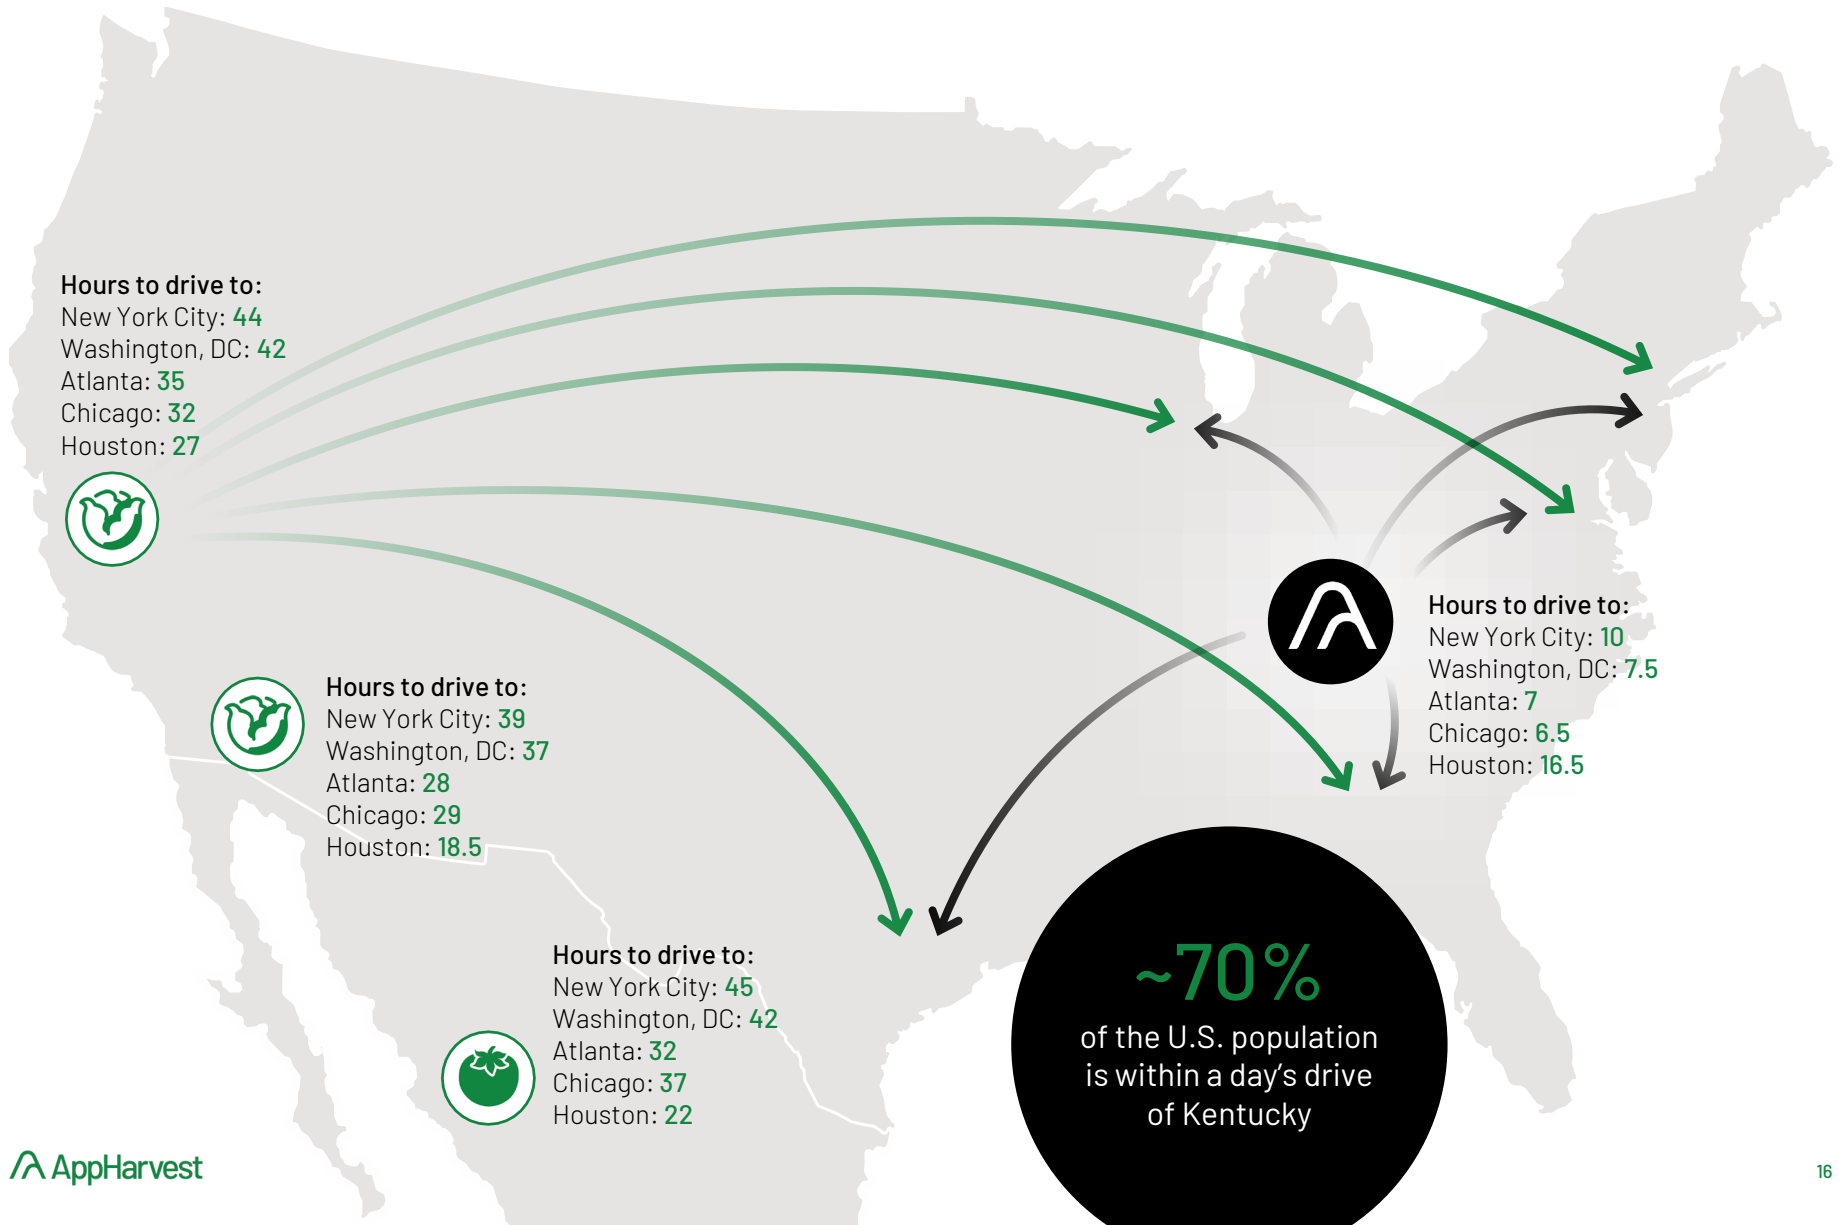 Hours to drive to:
New York City: 44
Washington, DC: 42
Atlanta: 35
Chicago: 32
Houston: 27
Hours to drive to:
New York City: 10
Washington, DC: 7.5
Atlanta: 7
Chicago: 6.5
Houston: 16.5
Hours to drive to:
New York City: 39
Washington, DC: 37
Atlanta: 28
Chicago: 29
Houston: 18.5
Hours to drive to:
New York City: 45
Washington, DC: 42
Atlanta: 32
Chicago: 37
Houston: 22
~70%
of the U.S. population
is within a day’s drive
of Kentucky
AppHarvest
16